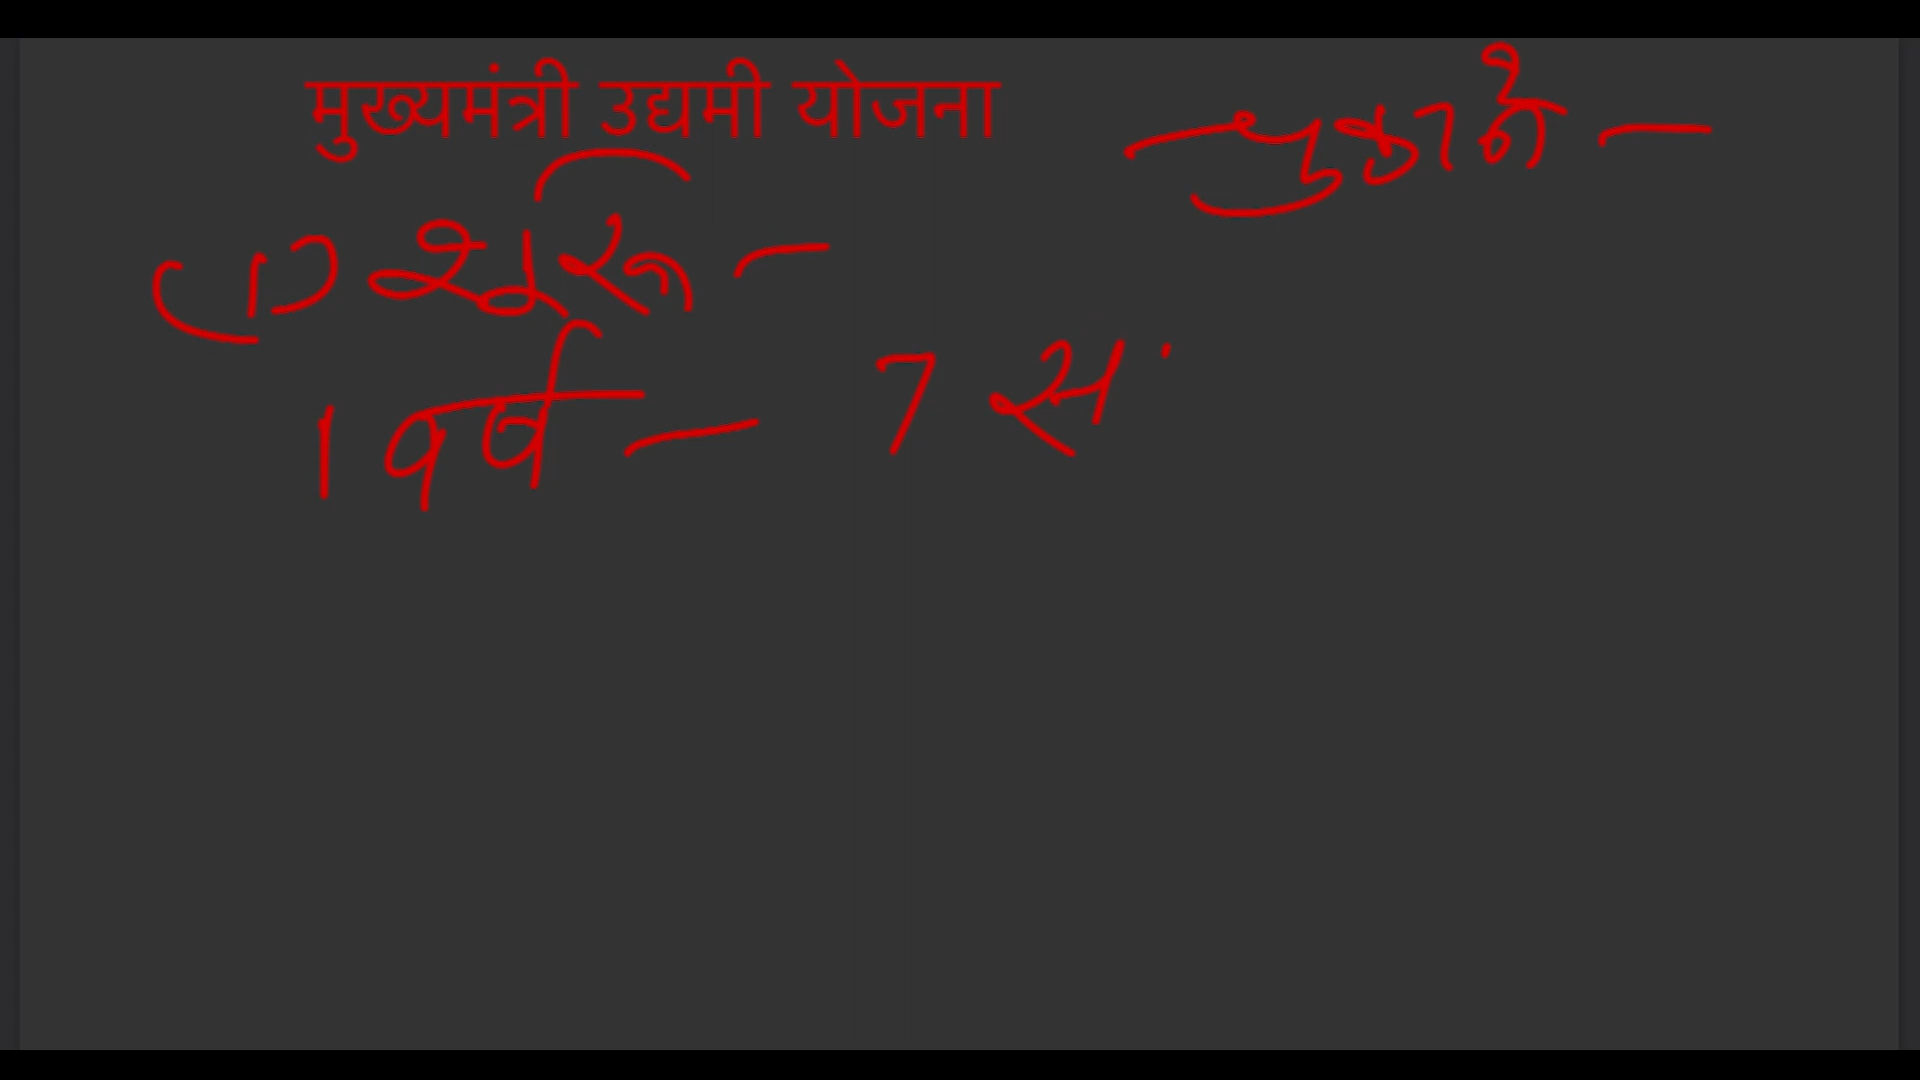 मुख्यमंत्री उद्यमी योजना - चुकाने -
(1) शुरू -
1 वर्ष - 7 सा